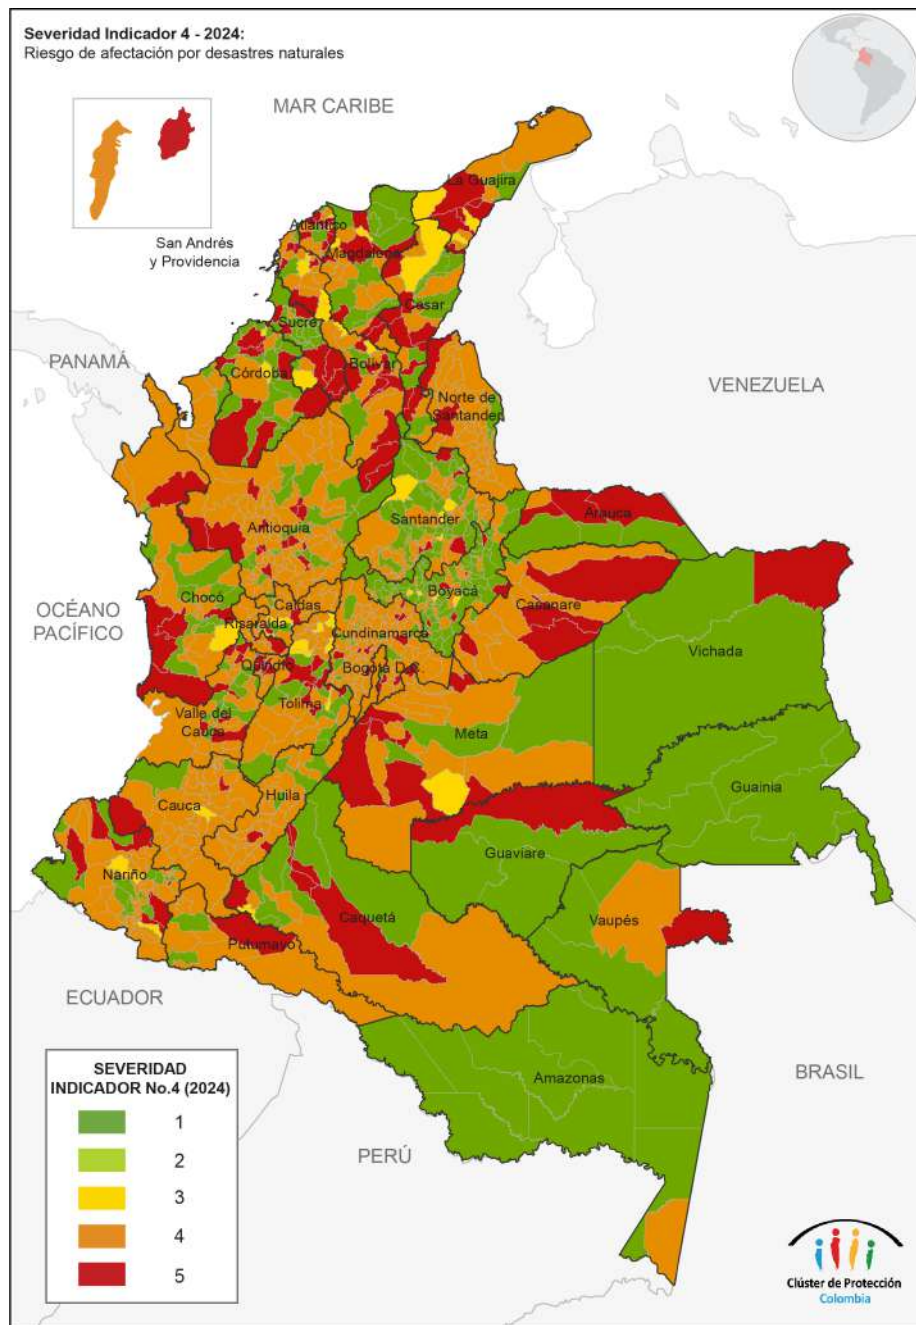 Severidad Indicador 4 - 2024:
Riesgo de afectación por desastres naturales
MAR CARIBE
San Andrés
y Providencia
La Guajira
Atlántico
Magdalena
Cesar
Sucre
PANAMÁ
Córdoba
Bolívar
VENEZUELA
Norte de
Santander
Antioquia
Santander
Arauca
OCÉANO
PACÍFICO
Chocó
Boyacá
Caldas
Casanare
Risaralda
Cundinamarca
Vichada
Quindío
Bogotá D.C.
Tolima
Valle del
Cauca
Meta
Guainia
Cauca
Huila
Guaviare
Nariño
Caquetá
Vaupés
Putumayo
ECUADOR
SEVERIDAD
INDICADOR No.4 (2024)
1
2
3
4
5
Amazonas
BRASIL
PERÚ
Clúster de Protección
Colombia